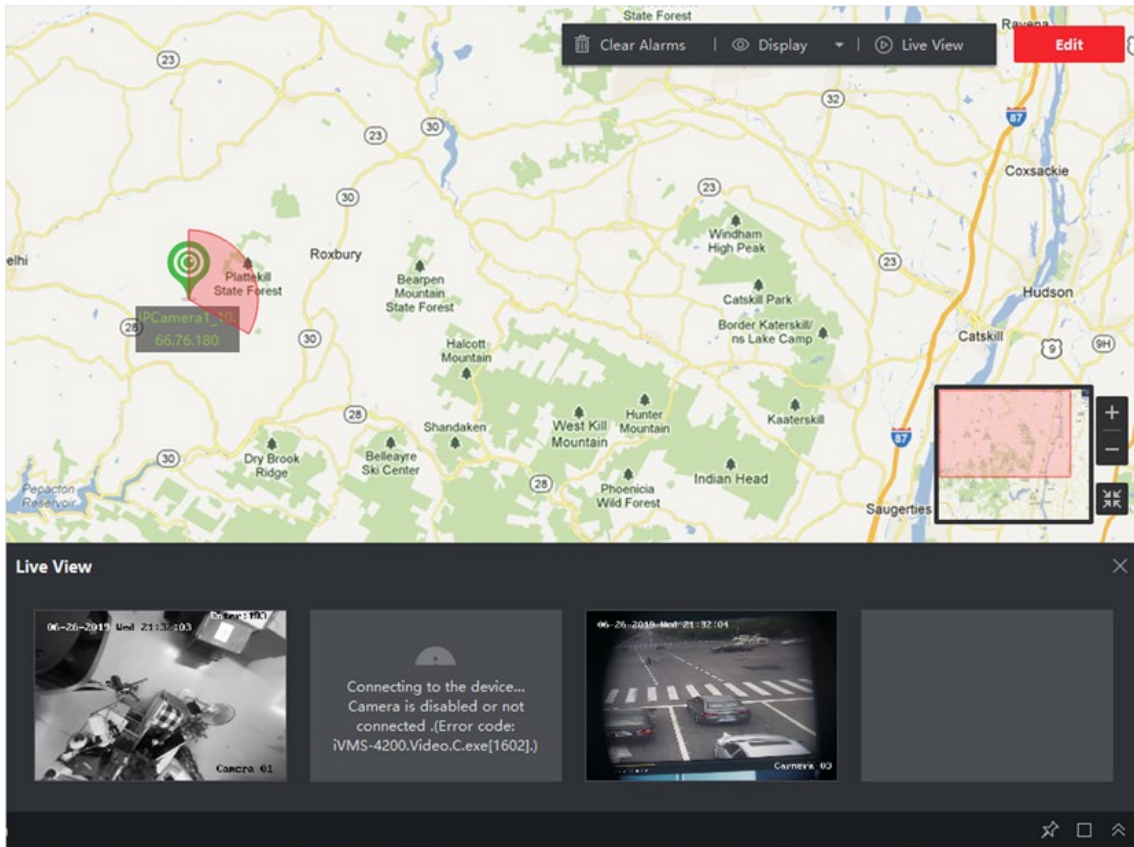 State Forest
Ravena
Clear Alarms
Display
Live View
Edit
23
32
87
30
23
Coxsackie
23
30
Windham
High Peak
elhi
Roxbury
Plattekill
State Forest
Bearpen
Mountain
State Forest
23
Catskill Park
Hudson
IPCamera1_10.
66.76.180
28
30
Border Katerskill/
ns Lake Camp
Catskill
9
9H
Halcott
Mountain
28
Shandaken
West Kill
Mountain
Hunter
Mountain
Kaaterskill
87
30
Dry Brook
Ridge
Belleayre
Ski Center
28
Phoenicia
Wild Forest
Indian Head
Pepacton
Reservoir
Saugerties
Live View
06-26-2019 Wed 21:32:03
Camera 01
Connecting to the device...
Camera is disabled or not
connected .(Error code:
iVMS-4200.Video.C.exe[1602].)
06-26-2019 Wed 21:32:04
Camera 03